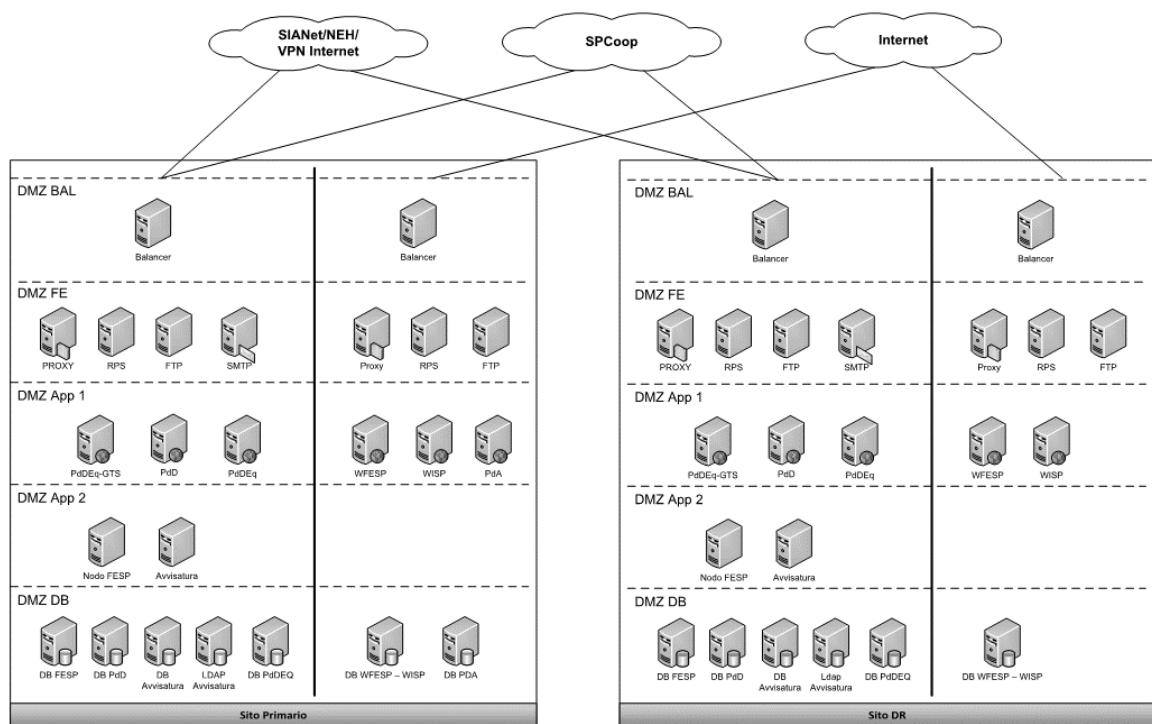 SIANet/NEH/
VPN Internet
SPCoop
Internet
DMZ BAL
Balancer
Balancer
DMZ FE
PROXY
RPS
FTP
SMTP
Proxy
RPS
FTP
DMZ App 1
PdDEq-GTS
PdD
PdDEq
WFESP
WISP
PdA
DMZ App 2
Nodo FESP
Avvisatura
DMZ DB
DB FESP
DB PdD
DB
Avvisatura
LDAP
Avvisatura
DB PdDEQ
DB WFESP – WISP
DB PDA
Sito Primario
DMZ BAL
Balancer
Balancer
DMZ FE
PROXY
RPS
FTP
SMTP
Proxy
RPS
FTP
DMZ App 1
PdDEq-GTS
PdD
PdDEq
WFESP
WISP
DMZ App 2
Nodo FESP
Avvisatura
DMZ DB
DB FESP
DB PdD
DB
Avvisatura
Ldap
Avvisatura
DB PdDEQ
DB WFESP – WISP
Sito DR